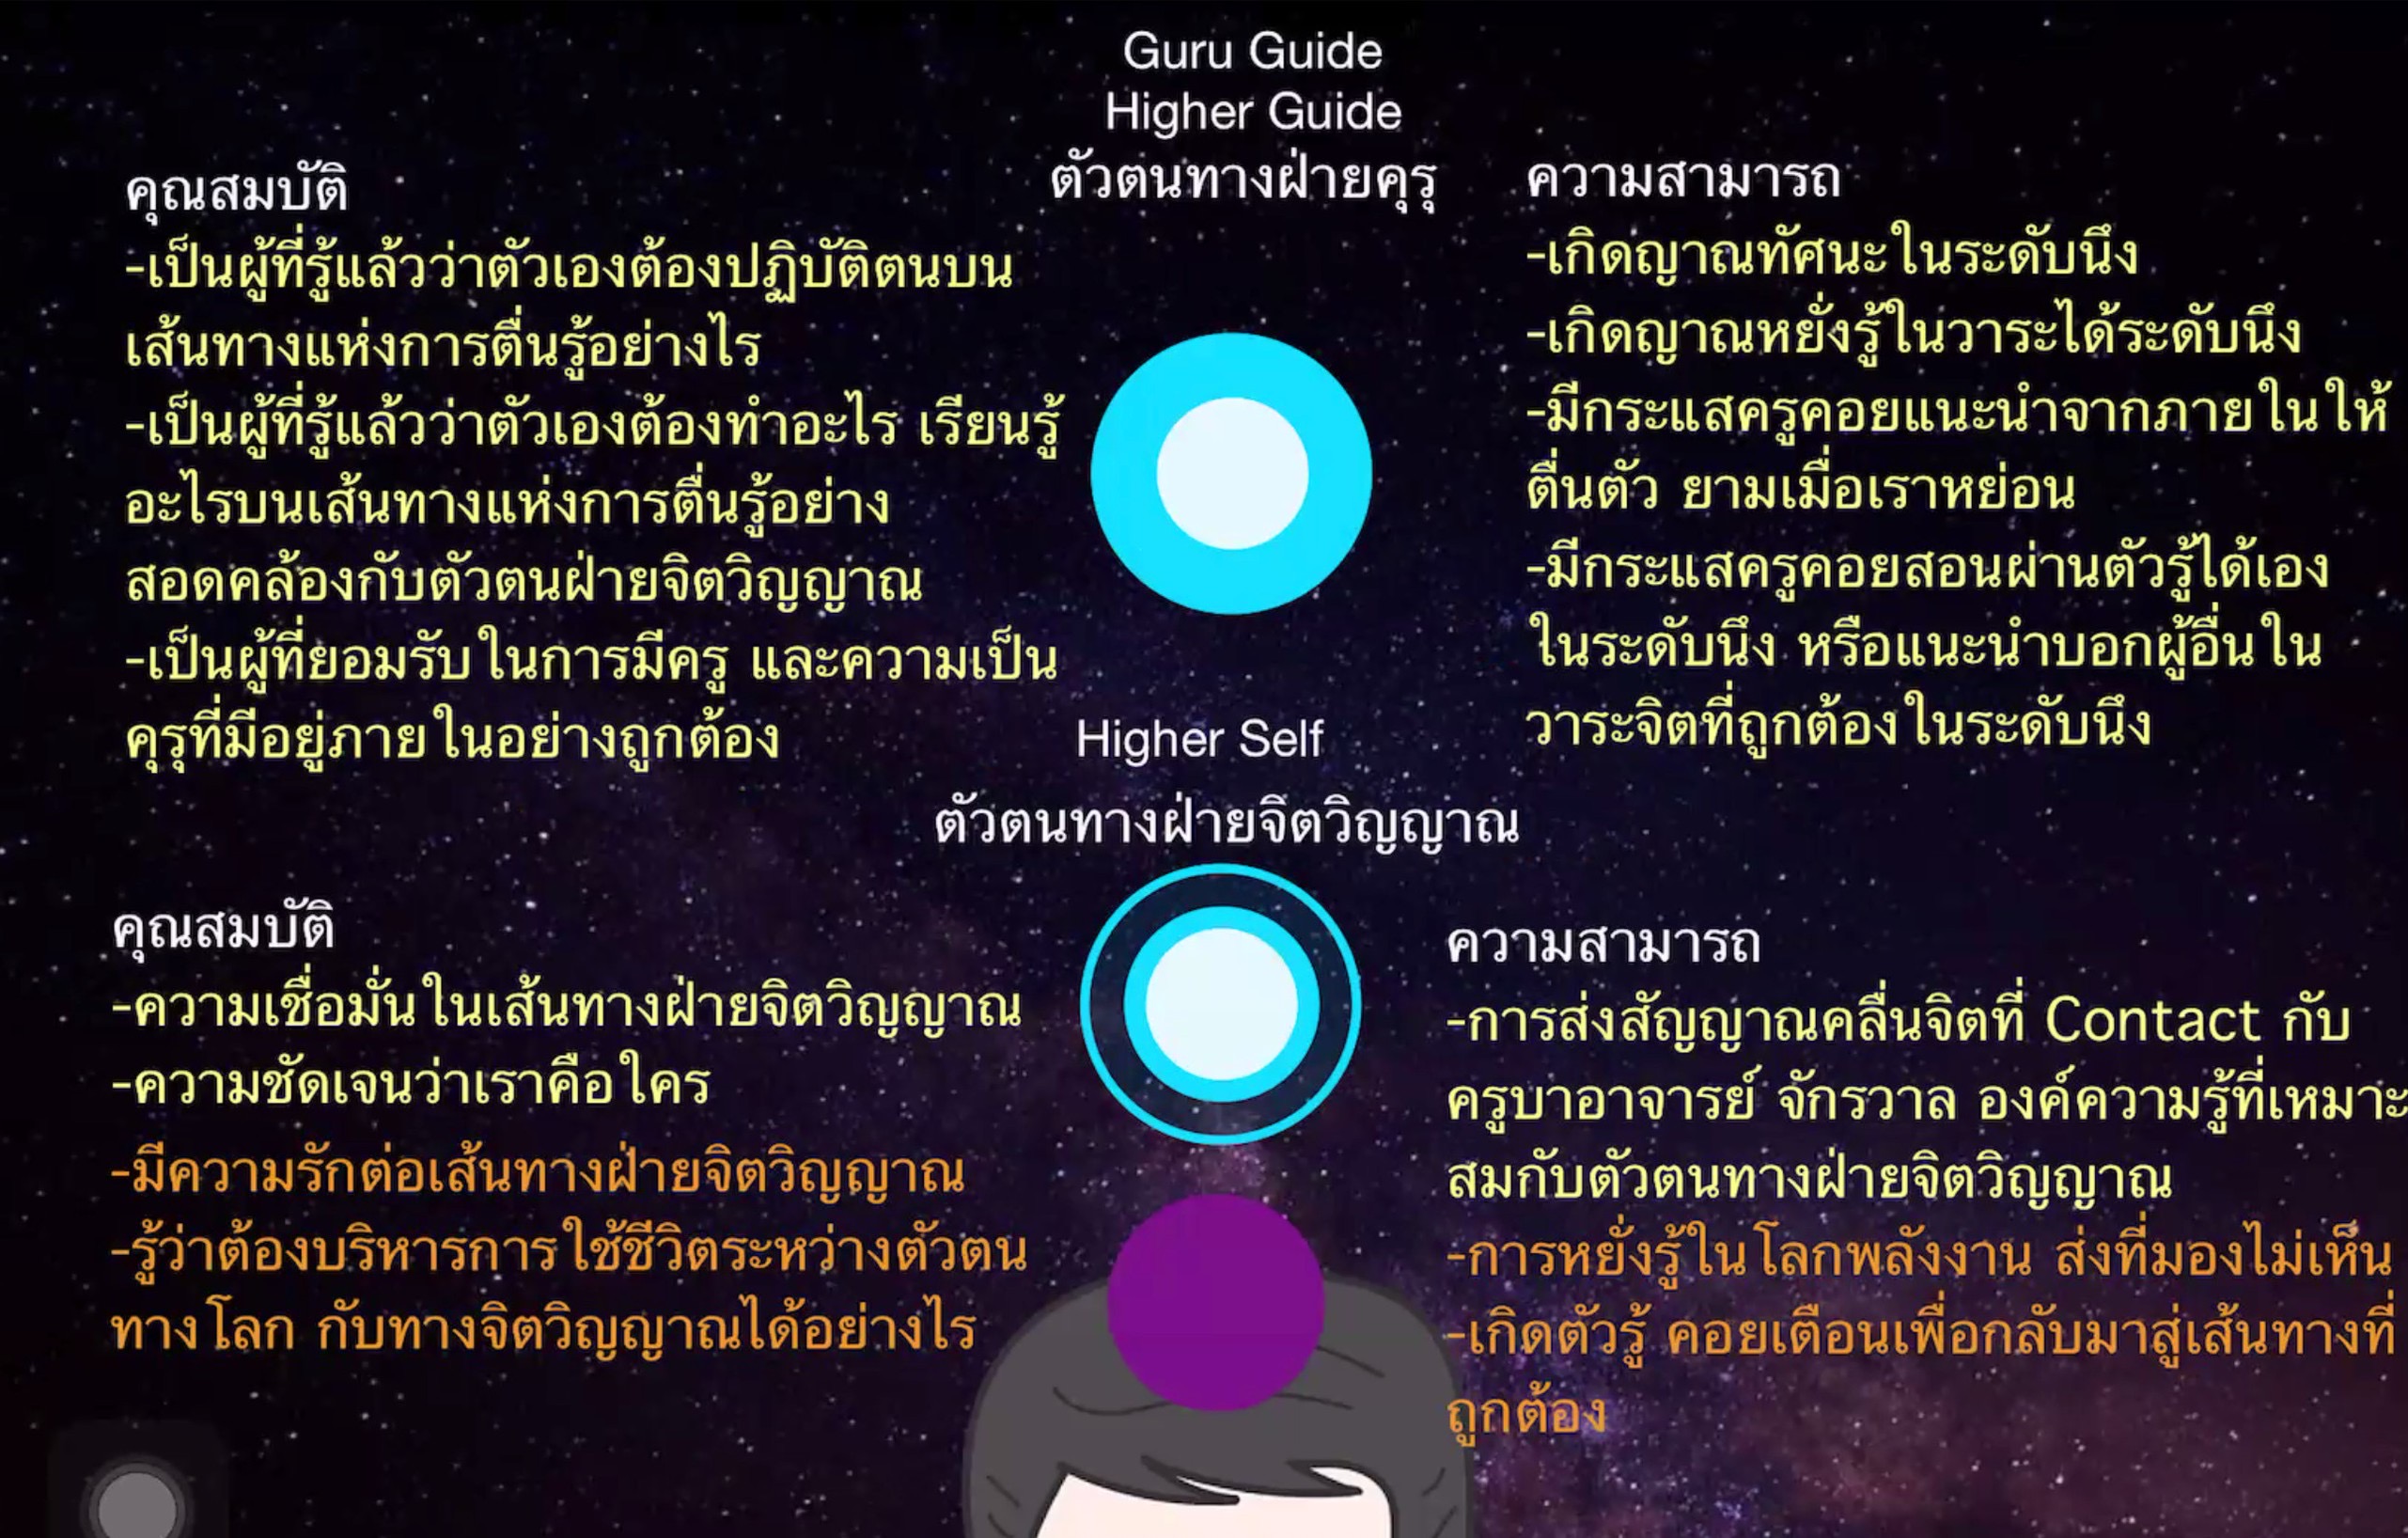 Guru Guide
Higher Guide
ตัวตนทางฝ่ายคุรุ
คุณสมบัติ
-เป็นผู้ที่รู้แล้วว่าตัวเองต้องปฏิบัติตนบน
เส้นทางแห่งการตื่นรู้อย่างไร
-เป็นผู้ที่รู้แล้วว่าตัวเองต้องทำอะไร เรียนรู้
อะไรบนเส้นทางแห่งการตื่นรู้อย่าง
สอดคล้องกับตัวตนฝ่ายจิตวิญญาณ
-เป็นผู้ที่ยอมรับในการมีครู และความเป็น
คุรุที่มีอยู่ภายในอย่างถูกต้อง
ความสามารถ
-เกิดญาณทัศนะในระดับนึง
-เกิดญาณหยั่งรู้ในวาระได้ระดับนึง
-มีกระแสครูคอยแนะนำจากภายในให้
ตื่นตัว ยามเมื่อเราหย่อน
-มีกระแสครูคอยสอนผ่านตัวรู้ได้เอง
ในระดับนึง หรือแนะนำบอกผู้อื่นใน
วาระจิตที่ถูกต้องในระดับนึง
Higher Self
ตัวตนทางฝ่ายจิตวิญญาณ
คุณสมบัติ
-ความเชื่อมั่นในเส้นทางฝ่ายจิตวิญญาณ
-ความชัดเจนว่าเราคือใคร
-มีความรักต่อเส้นทางฝ่ายจิตวิญญาณ
-รู้ว่าต้องบริหารการใช้ชีวิตระหว่างตัวตน
ทางโลก กับทางจิตวิญญาณได้อย่างไร
ความสามารถ
-การส่งสัญญาณคลื่นจิตที่ Contact กับ
ครูบาอาจารย์ จักรวาล องค์ความรู้ที่เหมาะ
สมกับตัวตนทางฝ่ายจิตวิญญาณ
-การหยั่งรู้ในโลกพลังงาน ส่งที่มองไม่เห็น
-เกิดตัวรู้ คอยเตือนเพื่อกลับมาสู่เส้นทางที่
ถูกต้อง